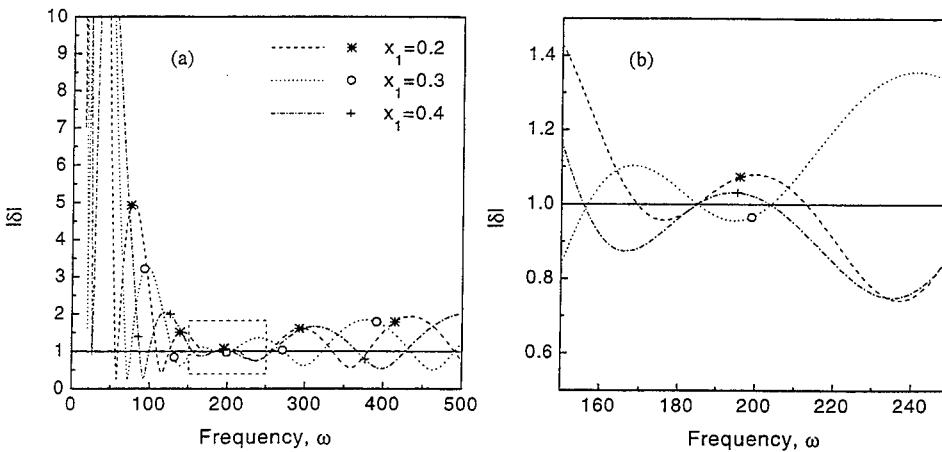 (a)
x₁=0.2
x₁=0.3
x₁=0.4
|δ|
10
9
8
7
6
5
4
3
2
1
0
0 100 200 300 400 500
Frequency, ω
(b)
|δ|
1.4
1.2
1.0
0.8
0.6
160 180 200 220 240
Frequency, ω